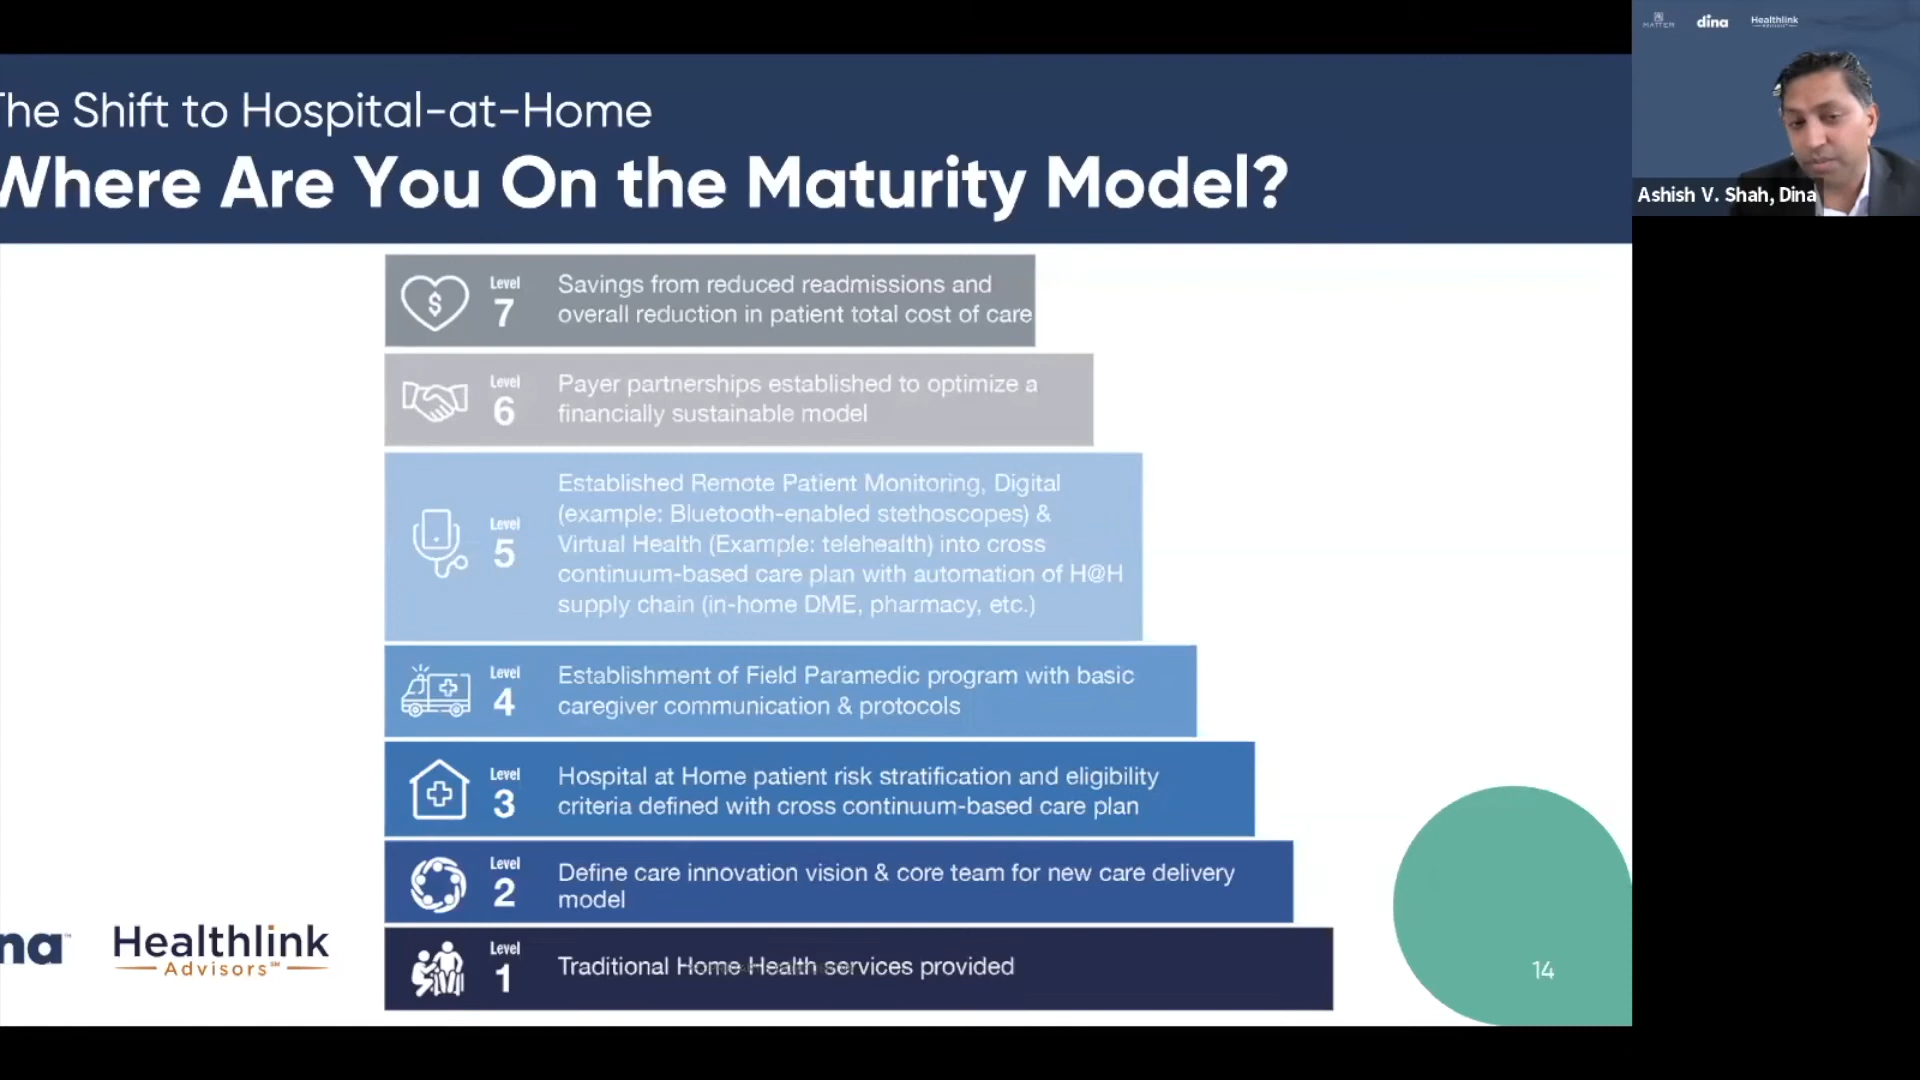 The Shift to Hospital-at-Home
Where Are You On the Maturity Model?
MATTER
dina
Healthlink
Advisors
Ashish V. Shah, Dina
$
Level
7
Savings from reduced readmissions and
overall reduction in patient total cost of care
Level
6
Payer partnerships established to optimize a
financially sustainable model
Level
5
Established Remote Patient Monitoring, Digital
(example: Bluetooth-enabled stethoscopes) &
Virtual Health (Example: telehealth) into cross
continuum-based care plan with automation of H@H
supply chain (in-home DME, pharmacy, etc.)
Level
4
Establishment of Field Paramedic program with basic
caregiver communication & protocols
Level
3
Hospital at Home patient risk stratification and eligibility
criteria defined with cross continuum-based care plan
Level
2
Define care innovation vision & core team for new care delivery
model
Level
1
Traditional Home Health services provided
na™
Healthlink
Advisors℠
14